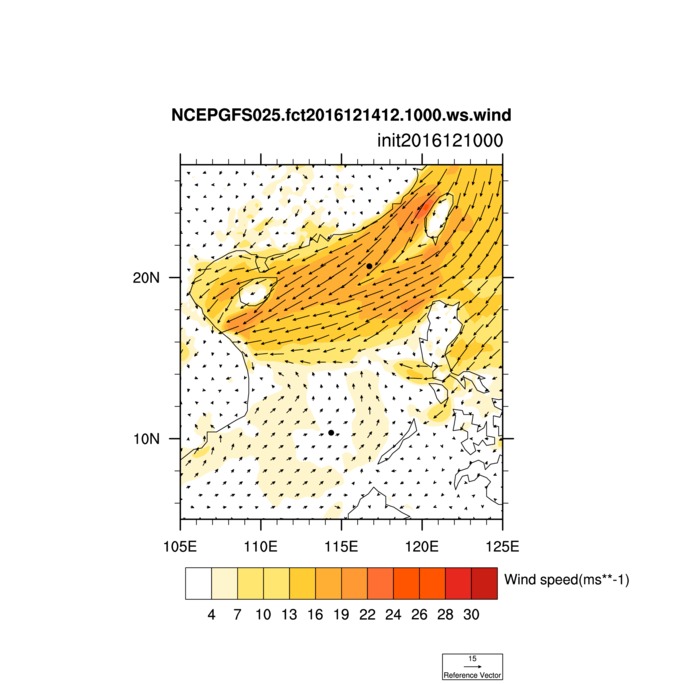 NCEPGFS025.fct2016121412.1000.ws.wind
init2016121000
20N
10N
105E 110E 115E 120E 125E
Wind speed(ms**-1)
4 7 10 13 16 19 22 24 26 28 30
15
Reference Vector